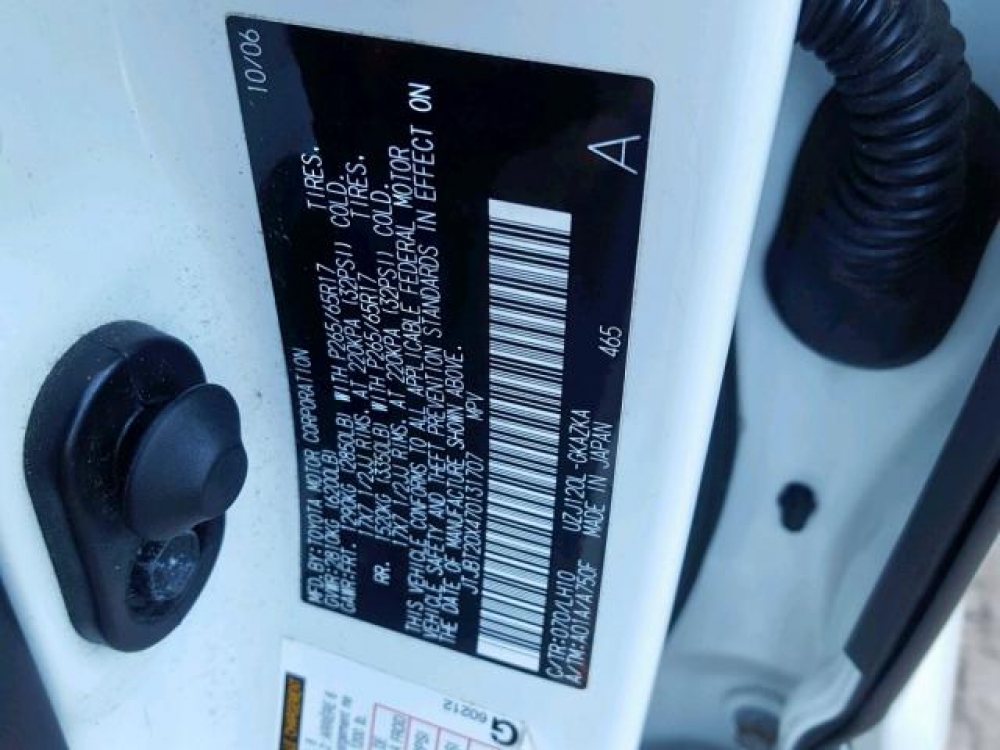 MFD. BY: TOYOTA MOTOR CORPORATION 10/06
GVWR: 2810KG (6200LB)
GAWR: FRT. 1290KG (2850LB) WITH P265/65R17 TIRES.
17X7 1/2JJ RIMS. AT 220KPA (32PSI) COLD.
RR. 1520KG (3350LB) WITH P265/65R17 TIRES.
17X7 1/2JJ RIMS. AT 220KPA (32PSI) COLD.
THIS VEHICLE CONFORMS TO ALL APPLICABLE FEDERAL MOTOR
VEHICLE SAFETY AND THEFT PREVENTION STANDARDS IN EFFECT ON
THE DATE OF MANUFACTURE SHOWN ABOVE.
JTJBT20X470131707 MPV
C/TR: 070/LH10 UZJ120L-GKAZKA 465
A/TM: A01A/A750F MADE IN JAPAN
A
G
60212